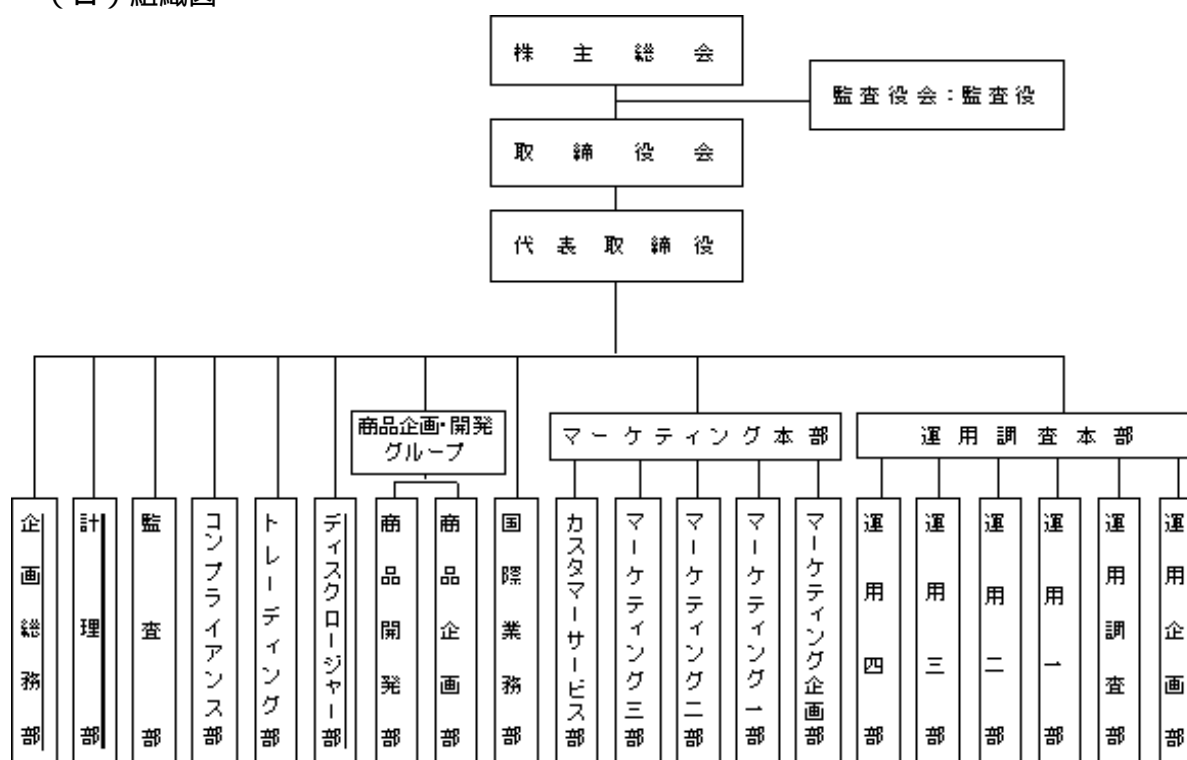 （ロ）組織図
株主総会
監査役会：監査役
取締役会
代表取締役
商品企画・開発
グループ
マーケティング本部
運用調査本部
企画総務部
計理部
監査部
コンプライアンス部
トレーディング部
ディスクロージャー部
商品開発部
商品企画部
国際業務部
カスタマーサービス部
マーケティング三部
マーケティング二部
マーケティング一部
マーケティング企画部
運用四部
運用三部
運用二部
運用一部
運用調査部
運用企画部